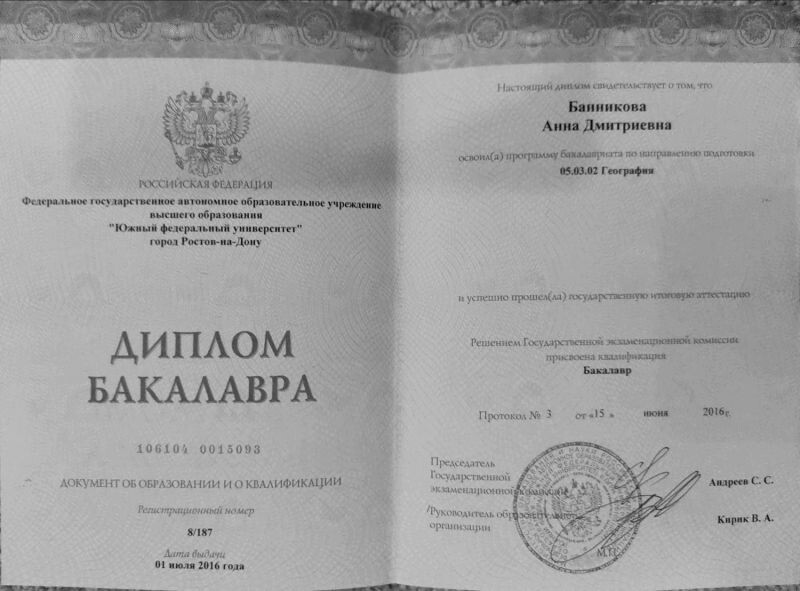 РОССИЙСКАЯ ФЕДЕРАЦИЯ
Федеральное государственное автономное образовательное учреждение
высшего образования
"Южный федеральный университет"
город Ростов-на-Дону
ДИПЛОМ
БАКАЛАВРА
106104 0015093
ДОКУМЕНТ ОБ ОБРАЗОВАНИИ И О КВАЛИФИКАЦИИ
Регистрационный номер
8/187
Дата выдачи
01 июля 2016 года
Настоящий диплом свидетельствует о том, что
Банникова
Анна Дмитриевна
освоил(а) программу бакалавриата по направлению подготовки
05.03.02 География
и успешно прошел(ла) государственную итоговую аттестацию
Решением Государственной экзаменационной комиссии
присвоена квалификация
Бакалавр
Протокол № 3 от «15 » июня 2016 г.
Председатель
Государственной
экзаменационной комиссии
Андреев С. С.
/Руководитель образовательной
организации
Кирик В. А.
М.П.